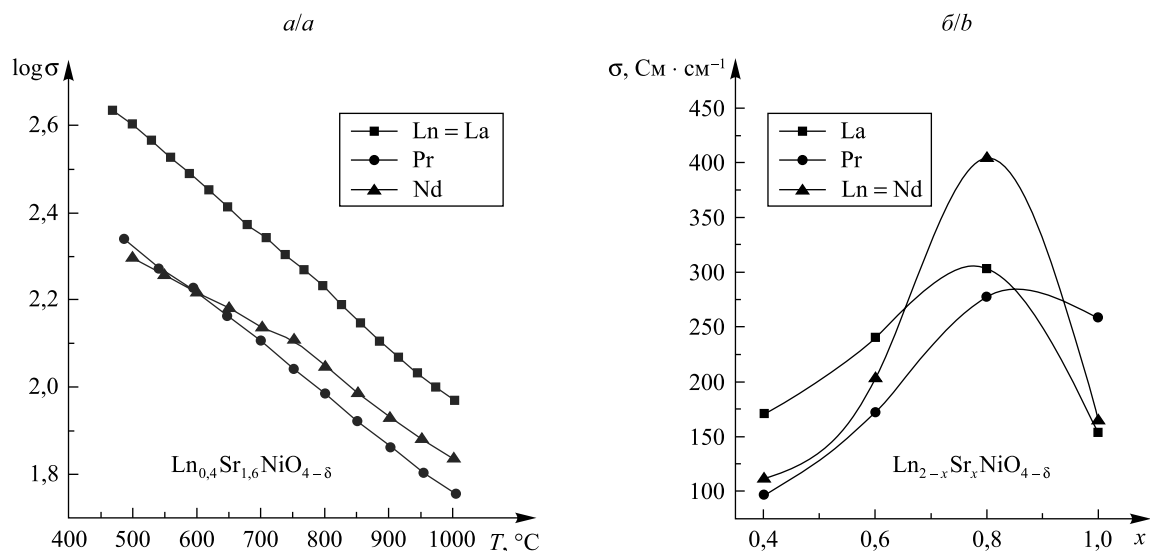 а/a
logσ
2,6
2,4
2,2
2,0
1,8
Ln = La
Pr
Nd
Ln0,4Sr1,6NiO4 – δ
400 500 600 700 800 900 1000 T, °C
б/b
σ, См · см–1
450
400
350
300
250
200
150
100
La
Pr
Ln = Nd
Ln2 – xSrxNiO4 – δ
0,4 0,6 0,8 1,0 x